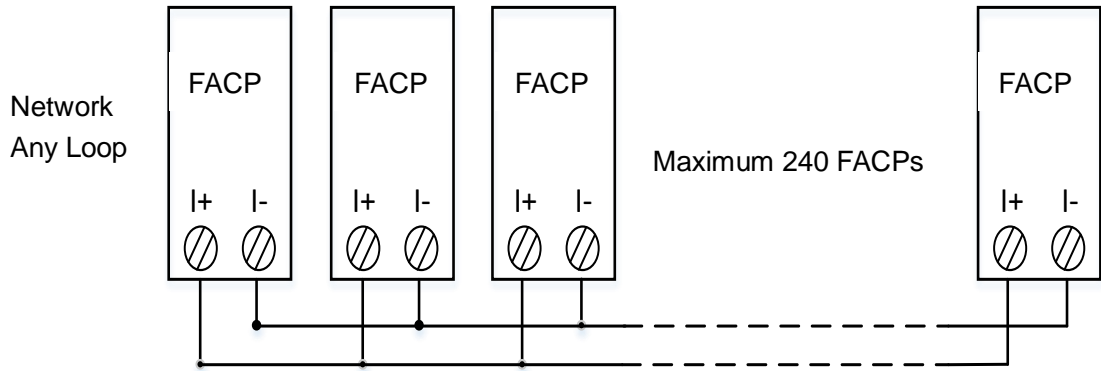 FACP FACP FACP FACP
Network
Any Loop
Maximum 240 FACPs
I+ I- I+ I- I+ I- I+ I-